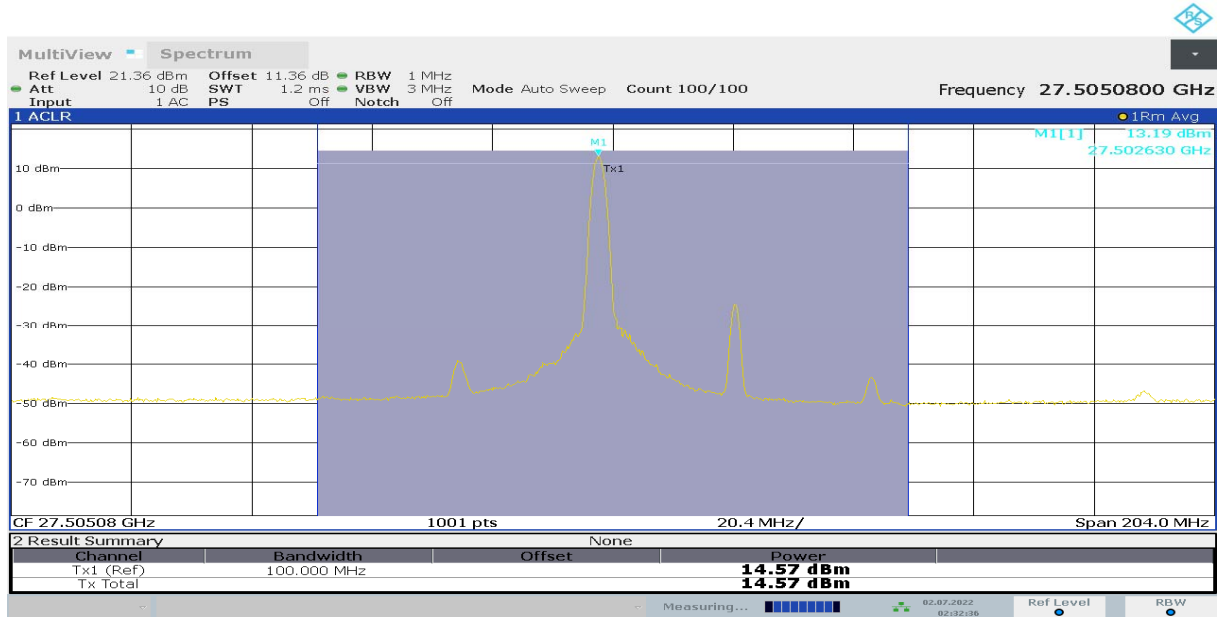 R&S
MultiView Spectrum
Ref Level 21.36 dBm Offset 11.36 dB RBW 1 MHz
Att 10 dB SWT 1.2 ms VBW 3 MHz Mode Auto Sweep Count 100/100 Frequency 27.5050800 GHz
Input 1 AC PS Off Notch Off
1 ACLR 1Rm Avg
M1[1] 13.19 dBm
27.502630 GHz
M1
Tx1
10 dBm
0 dBm
-10 dBm
-20 dBm
-30 dBm
-40 dBm
-50 dBm
-60 dBm
-70 dBm
CF 27.50508 GHz 1001 pts 20.4 MHz/ Span 204.0 MHz
2 Result Summary None
Channel Bandwidth Offset Power
Tx1 (Ref) 100.000 MHz 14.57 dBm
Tx Total 14.57 dBm
Measuring... 02.07.2022 Ref Level RBW
02:32:36